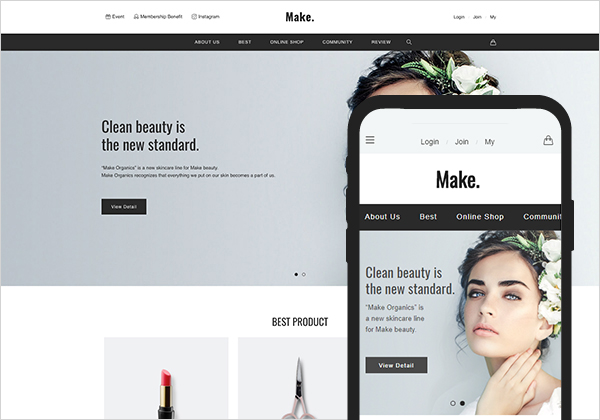 Event Membership Benefit Instagram
Make.
Login Join My
ABOUT US BEST ONLINE SHOP COMMUNITY REVIEW
Clean beauty is
the new standard.
"Make Organics" is a new skincare line for Make beauty.
Make Organics recognizes that everything we put on our skin becomes a part of us.
View Detail
BEST PRODUCT
Login Join My
Make.
About Us Best Online Shop Communit
Clean beauty is
the new standard.
"Make Organics" is
a new skincare line
for Make beauty.
View Detail